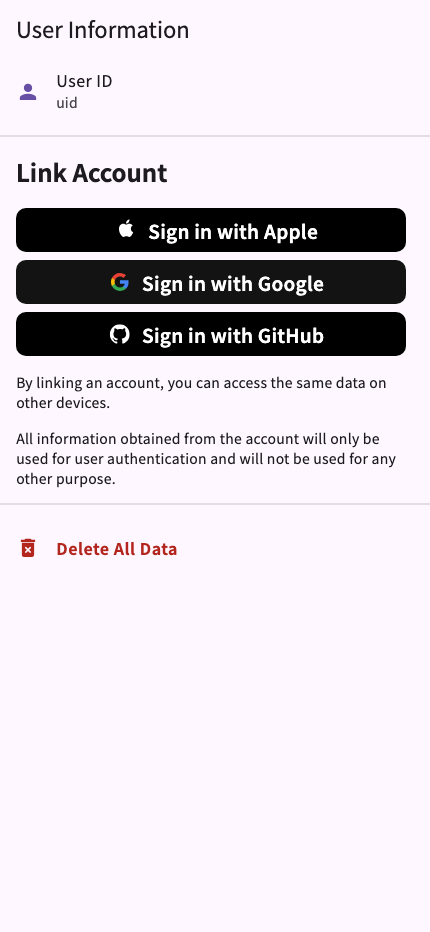 User Information
User ID
uid
Link Account
Sign in with Apple
Sign in with Google
Sign in with GitHub
By linking an account, you can access the same data on
other devices.
All information obtained from the account will only be
used for user authentication and will not be used for any
other purpose.
Delete All Data